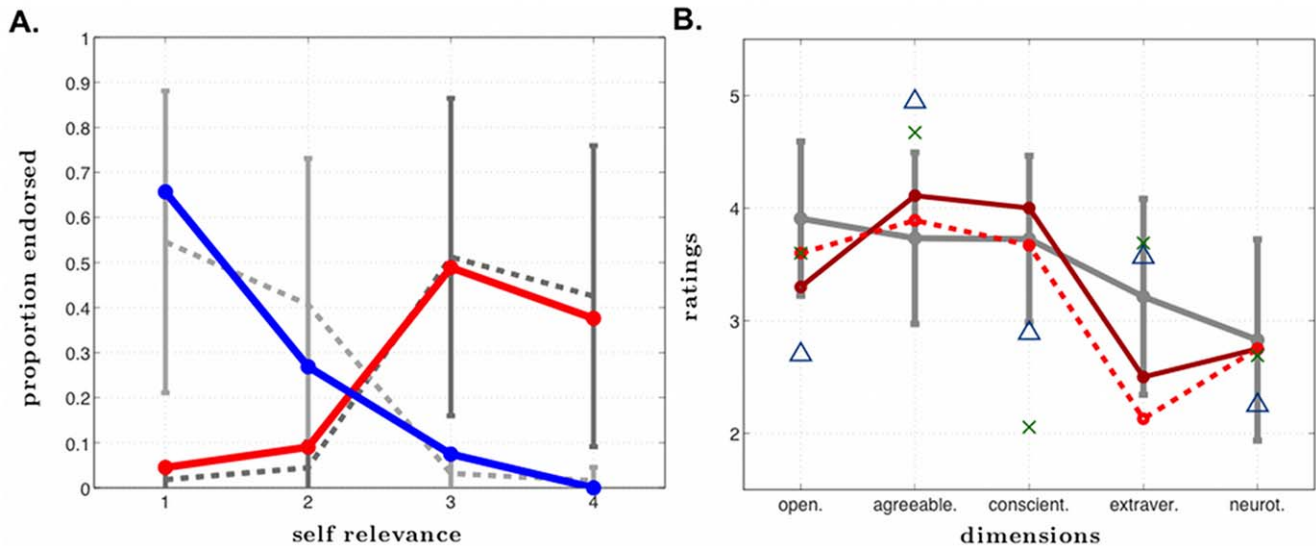 A.
1
0.9
0.8
0.7
0.6
0.5
0.4
0.3
0.2
0.1
0
proportion endorsed
1 2 3 4
self relevance
B.
5
4
3
2
ratings
open. agreeable. conscient. extraver. neurot.
dimensions